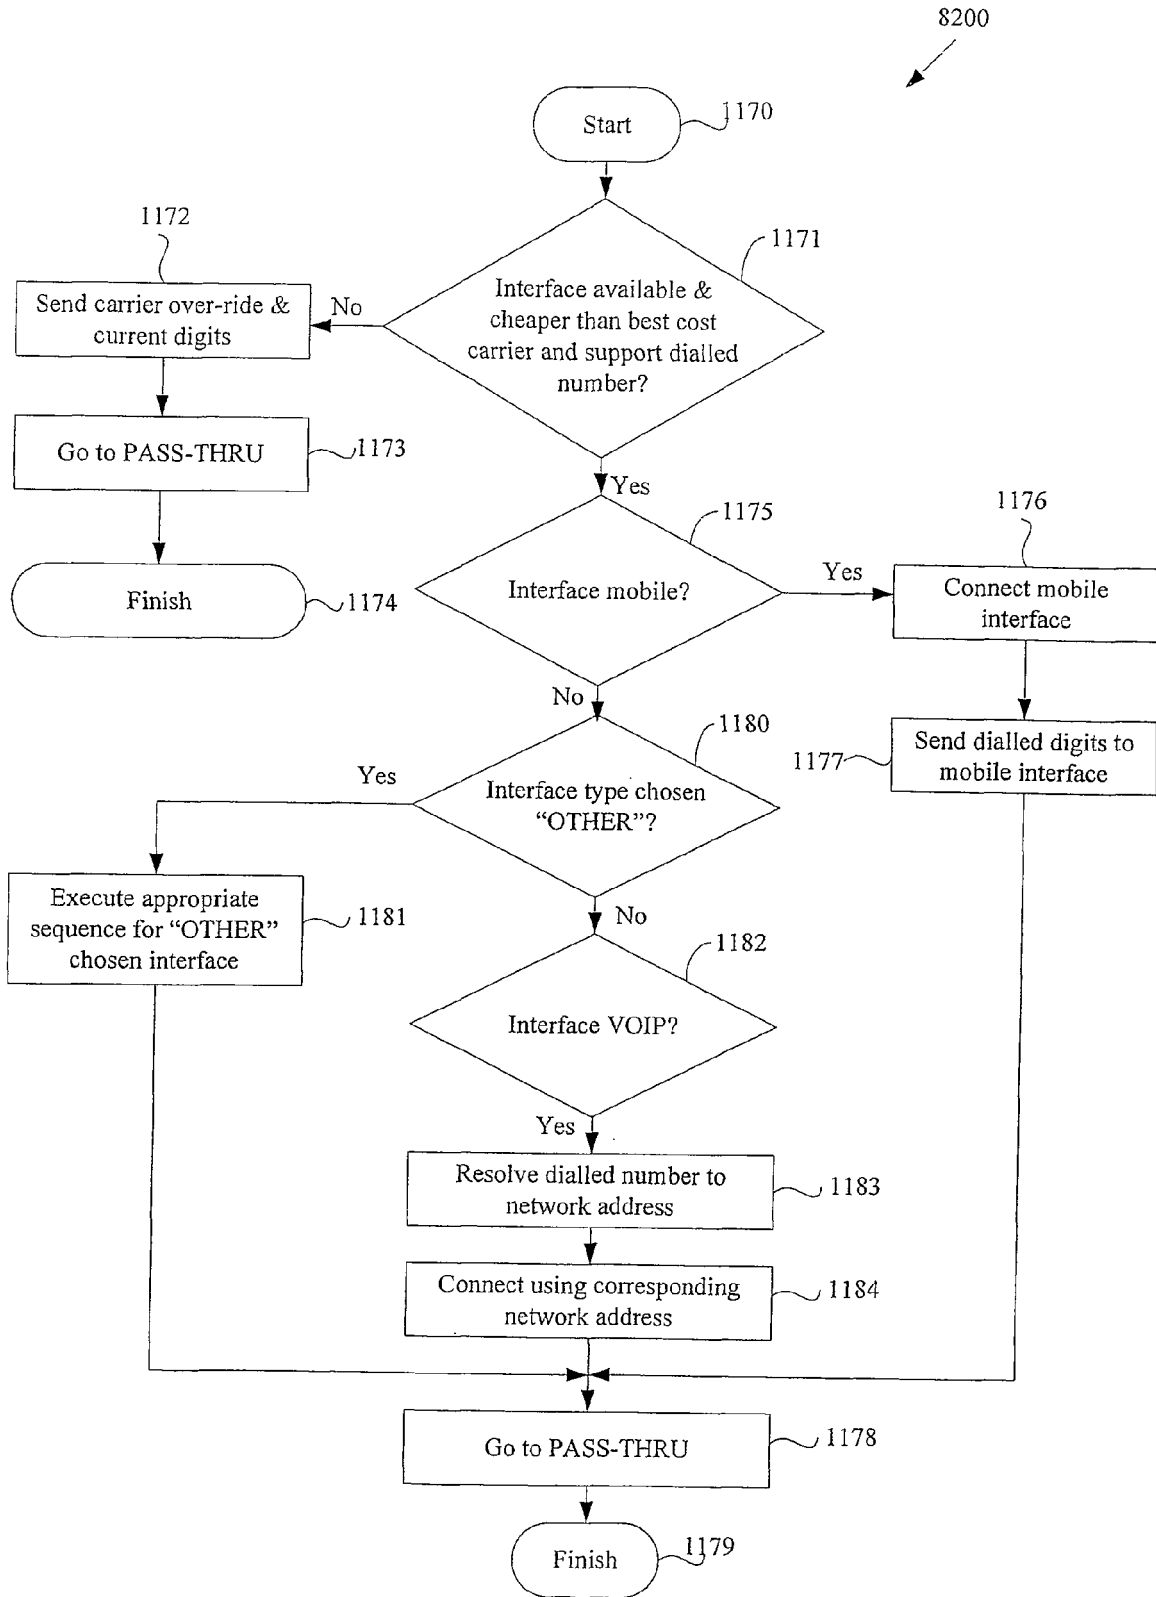 8200
Start
1170
1172
1171
Send carrier over-ride &
current digits
No
Interface available &
cheaper than best cost
carrier and support dialled
number?
Go to PASS-THRU
1173
Yes
1175
1176
Finish
1174
Interface mobile?
Yes
Connect mobile
interface
No
1180
1177
Send dialled digits to
mobile interface
Yes
Interface type chosen
“OTHER”?
Execute appropriate
sequence for “OTHER”
chosen interface
1181
No
1182
Interface VOIP?
Yes
Resolve dialled number to
network address
1183
Connect using corresponding
network address
1184
Go to PASS-THRU
1178
Finish
1179